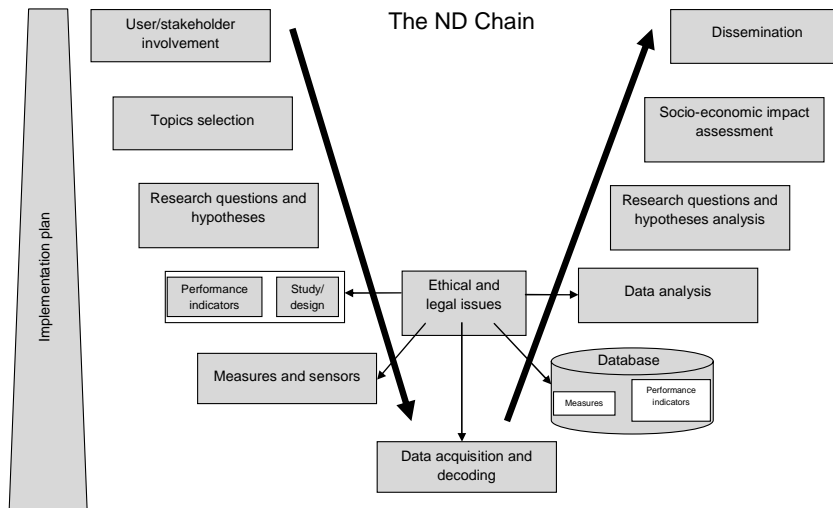 The ND Chain
Implementation plan
User/stakeholder
involvement
Topics selection
Research questions and
hypotheses
Performance
indicators
Study/
design
Measures and sensors
Data acquisition and
decoding
Ethical and
legal issues
Database
Measures
Performance
indicators
Data analysis
Research questions and
hypotheses analysis
Socio-economic impact
assessment
Dissemination